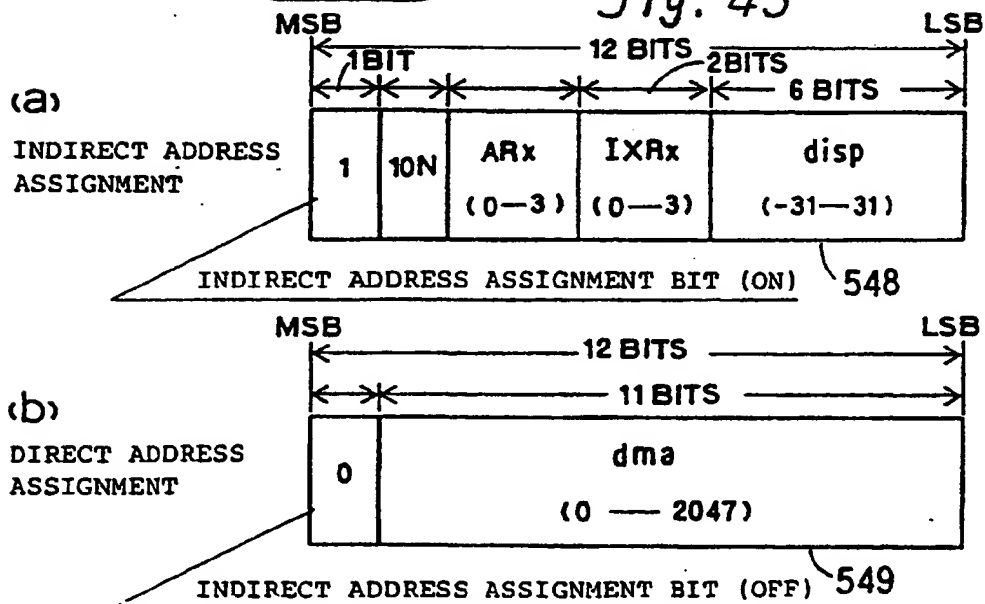 Fig. 45
MSB LSB
12 BITS
1BIT 2BITS 6 BITS
(a)
INDIRECT ADDRESS ASSIGNMENT
1 10N ARx IXRx disp
(0—3) (0—3) (-31—31)
INDIRECT ADDRESS ASSIGNMENT BIT (ON) 548
MSB LSB
12 BITS
11 BITS
(b)
DIRECT ADDRESS ASSIGNMENT
0 dma
(0 — 2047)
INDIRECT ADDRESS ASSIGNMENT BIT (OFF) 549